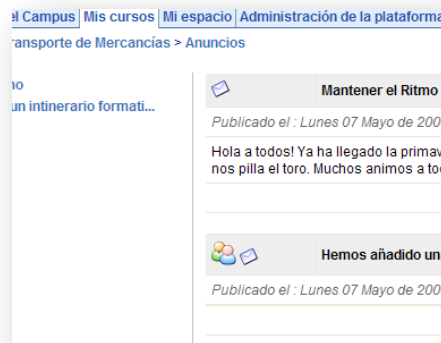 el Campus Mis cursos Mi espacio Administración de la plataforma
ransporte de Mercancías > Anuncios
no
un intinerario formati...
Mantener el Ritmo
Publicado el : Lunes 07 Mayo de 200
Hola a todos! Ya ha llegado la primav
nos pilla el toro. Muchos animos a to
Hemos añadido un
Publicado el : Lunes 07 Mayo de 200